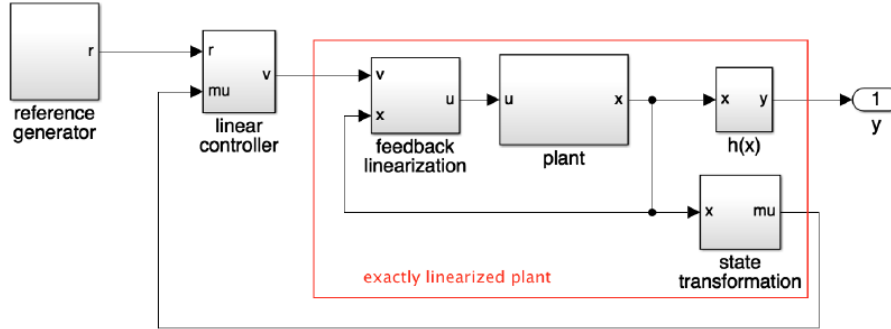 r
reference
generator
r
mu
v
linear
controller
v
x
u
feedback
linearization
u
x
plant
x
y
h(x)
1
y
x
mu
state
transformation
exactly linearized plant